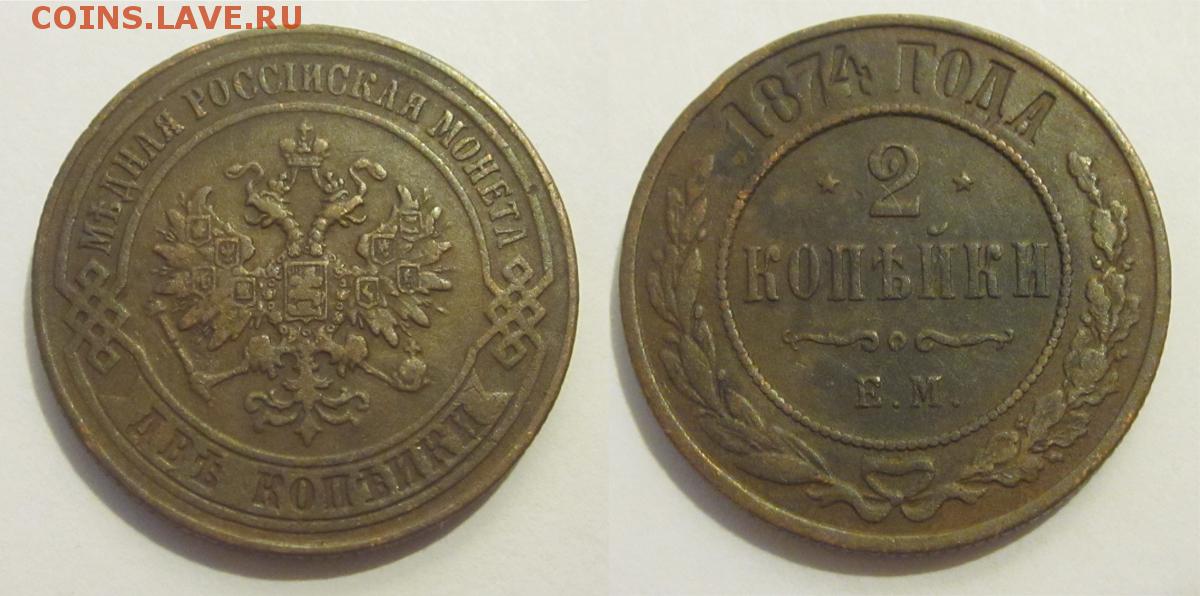 COINS.LAVE.RU
МѢДНАЯ РОССІЙСКАЯ МОНЕТА
ДВѢ КОПѢЙКИ
1874 ГОДА
2
КОПѢЙКИ
Е.М.